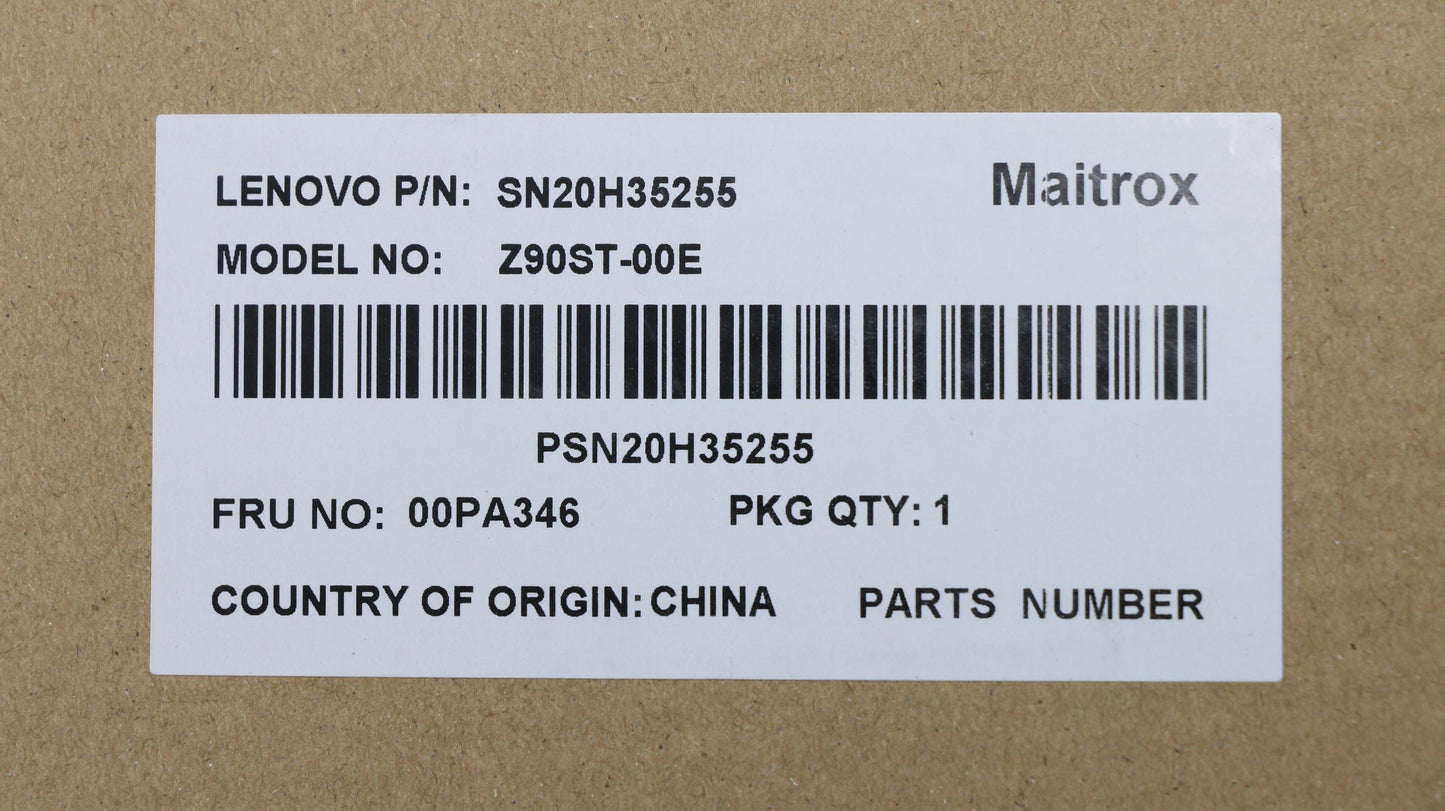 LENOVO P/N: SN20H35255 Maitrox
MODEL NO: Z90ST-00E
PSN20H35255
FRU NO: 00PA346 PKG QTY: 1
COUNTRY OF ORIGIN: CHINA PARTS NUMBER